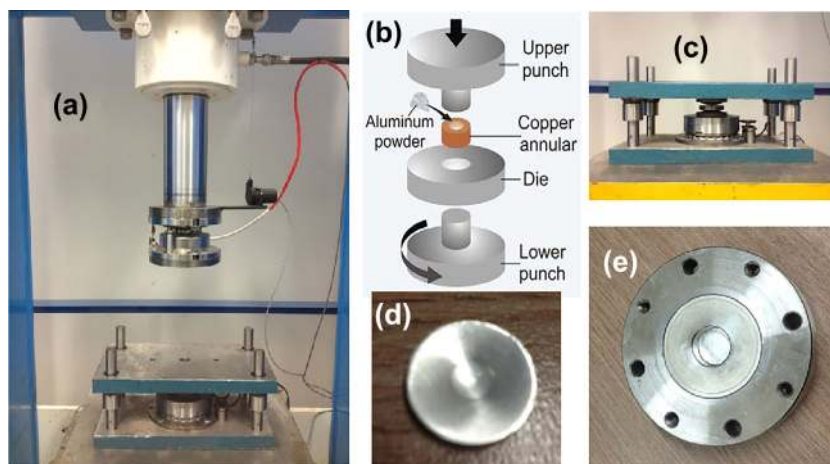 (a)
(b)
Upper
punch
Aluminum
powder
Copper
annular
Die
Lower
punch
(c)
(d)
(e)